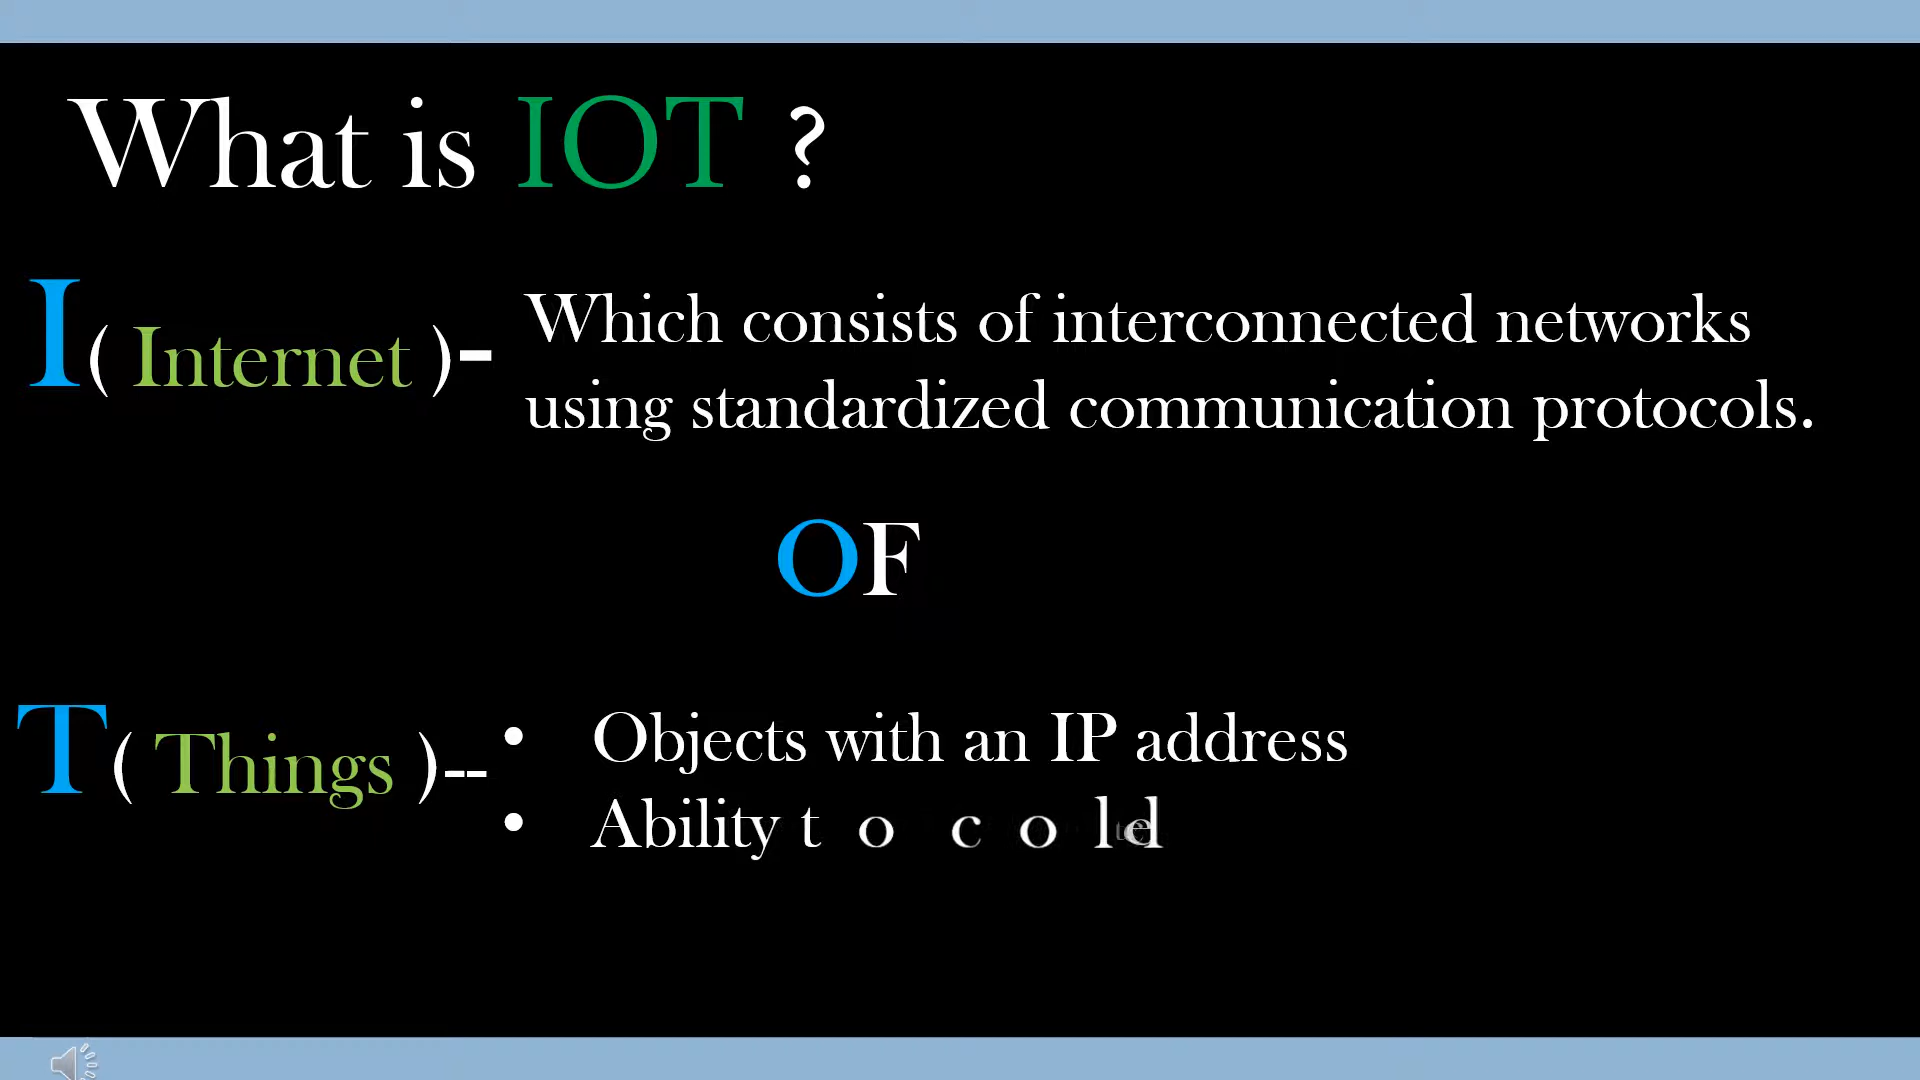 What is IOT ?
I( Internet )-
Which consists of interconnected networks
using standardized communication protocols.
OF
T( Things )--
• Objects with an IP address
• Ability t o